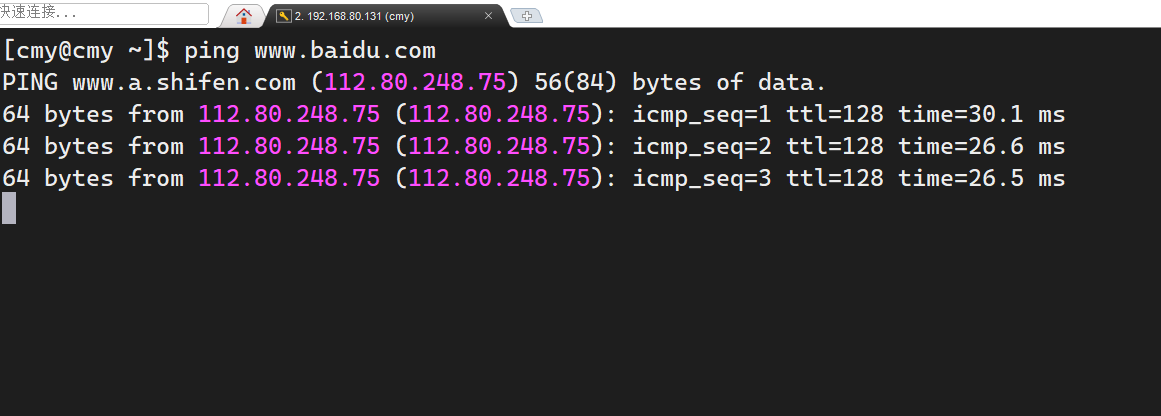 快速连接...
2. 192.168.80.131 (cmy)
[cmy@cmy ~]$ ping www.baidu.com
PING www.a.shifen.com (112.80.248.75) 56(84) bytes of data.
64 bytes from 112.80.248.75 (112.80.248.75): icmp_seq=1 ttl=128 time=30.1 ms
64 bytes from 112.80.248.75 (112.80.248.75): icmp_seq=2 ttl=128 time=26.6 ms
64 bytes from 112.80.248.75 (112.80.248.75): icmp_seq=3 ttl=128 time=26.5 ms